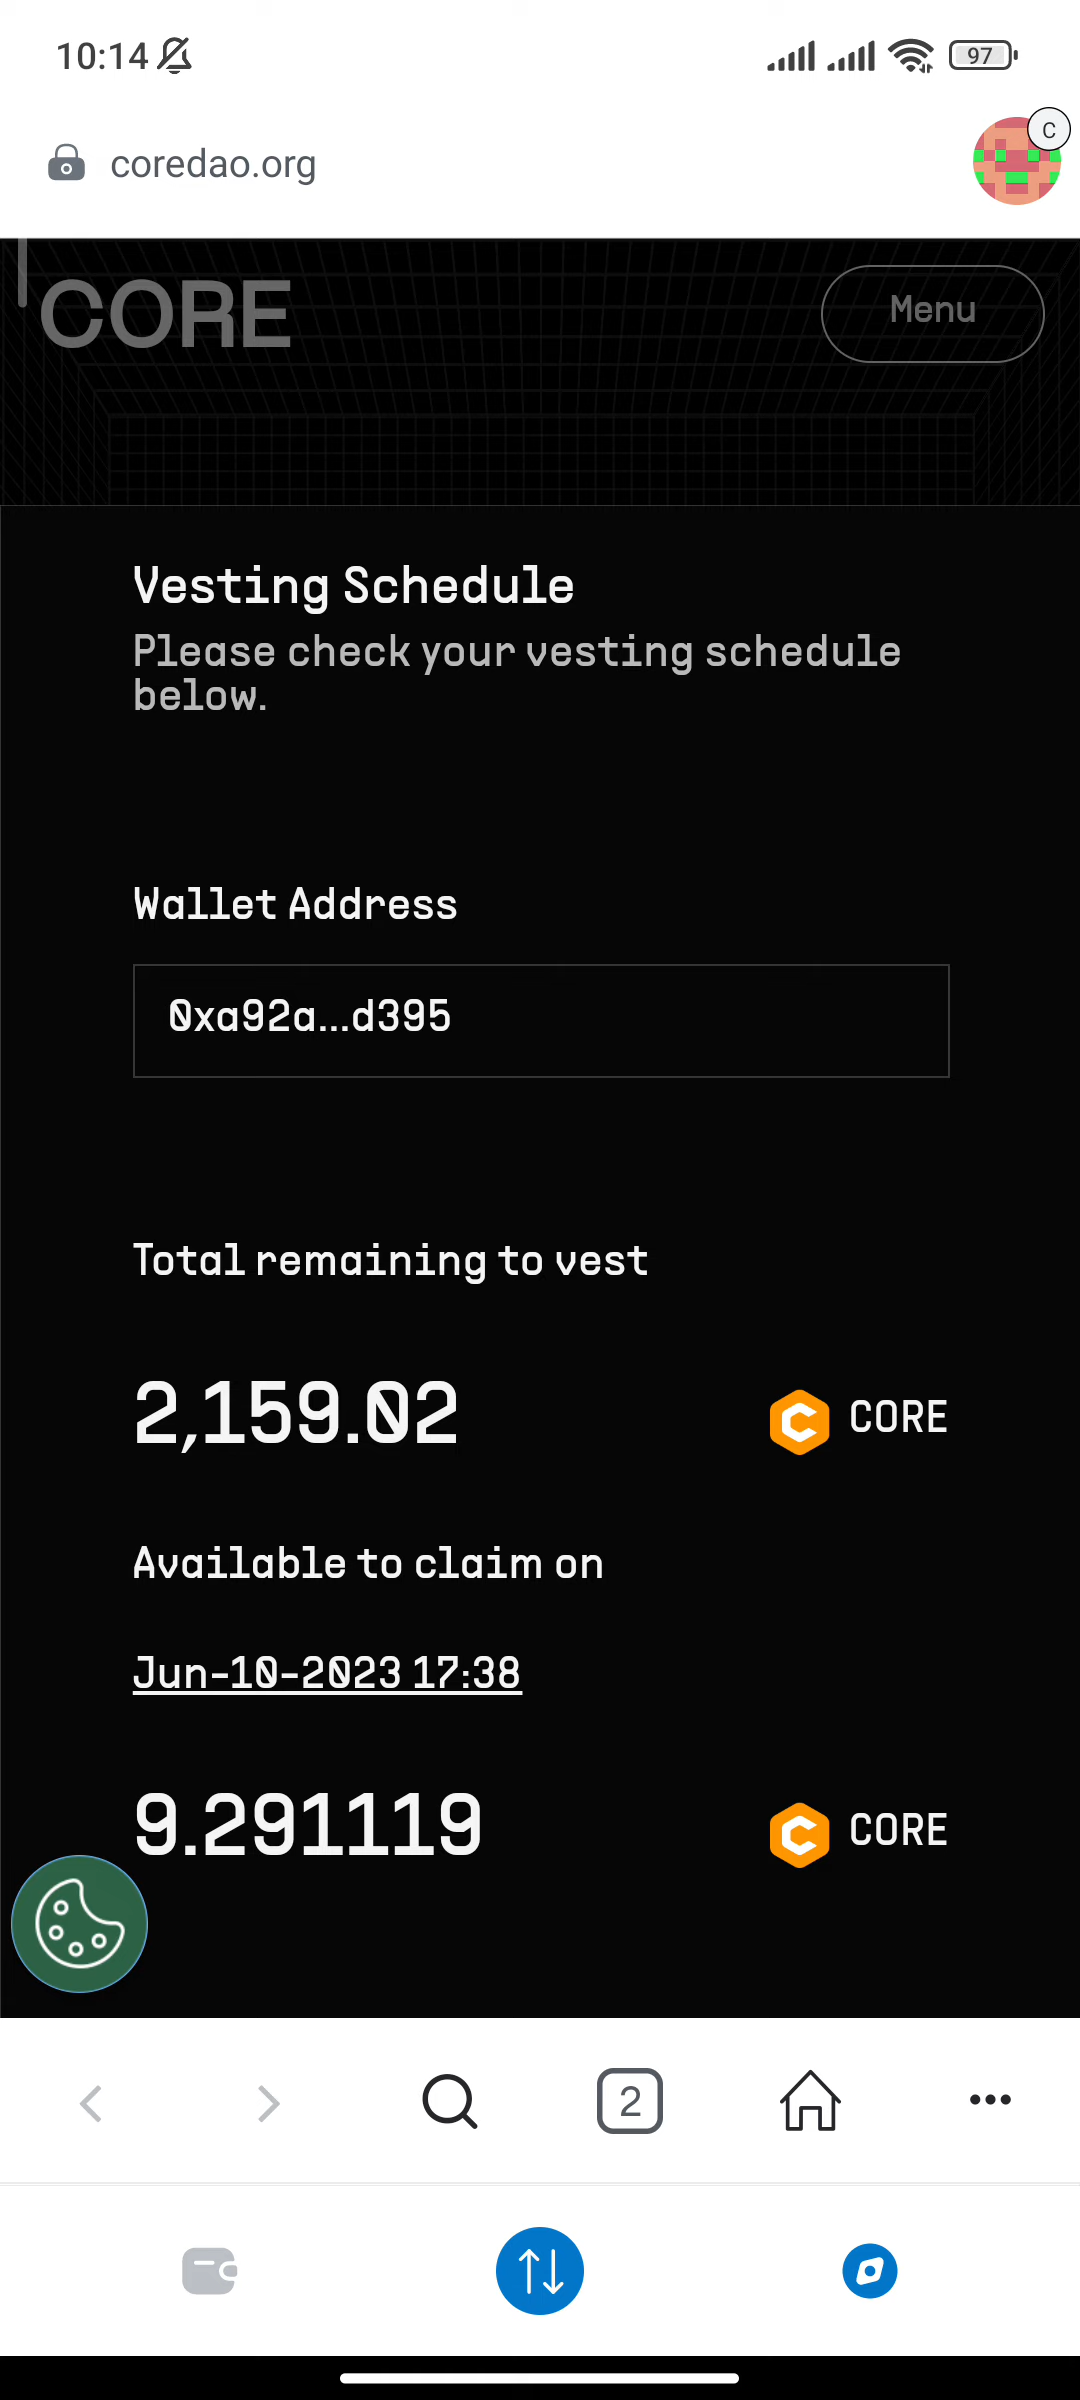 10:14
97
coredao.org
C
CORE
Menu
Vesting Schedule
Please check your vesting schedule
below.
Wallet Address
0xa92a...d395
Total remaining to vest
2,159.02
CORE
Available to claim on
Jun-10-2023 17:38
9.291119
CORE
2